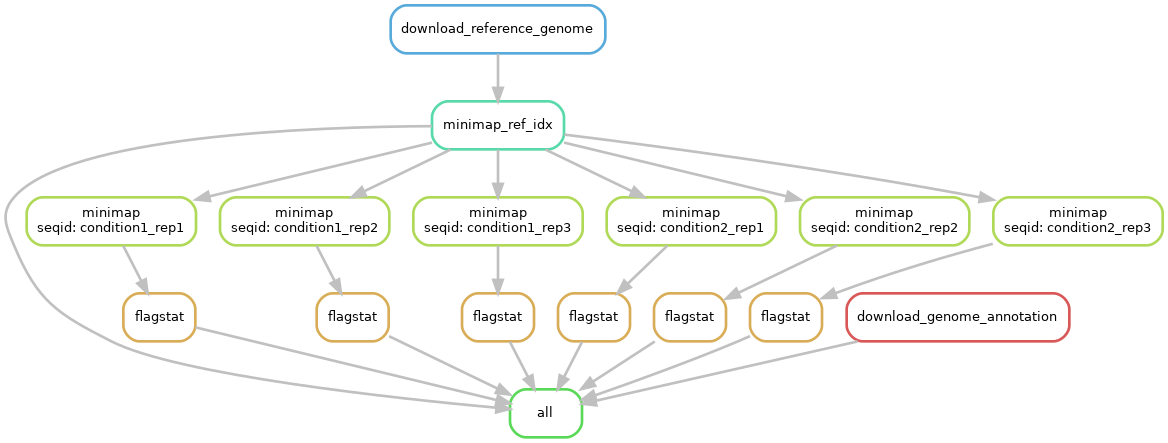 download_reference_genome
minimap_ref_idx
minimap
seqid: condition1_rep1
minimap
seqid: condition1_rep2
minimap
seqid: condition1_rep3
minimap
seqid: condition2_rep1
minimap
seqid: condition2_rep2
minimap
seqid: condition2_rep3
flagstat
flagstat
flagstat
flagstat
flagstat
flagstat
download_genome_annotation
all